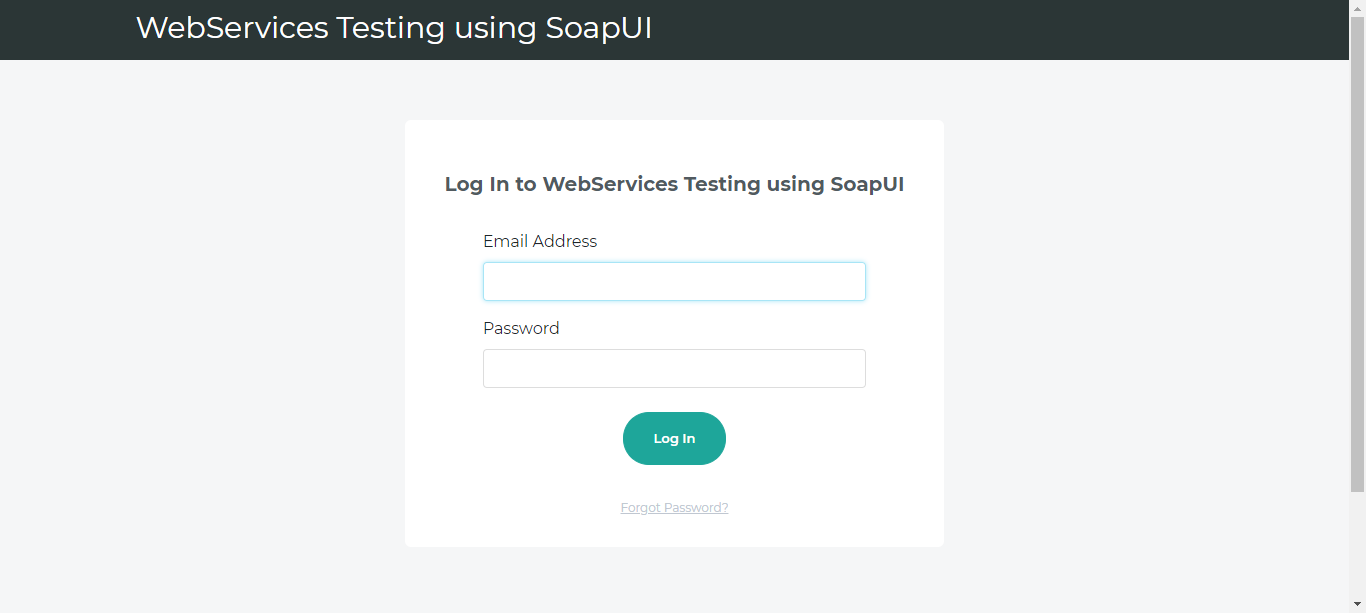 WebServices Testing using SoapUI
Log In to WebServices Testing using SoapUI
Email Address
Password
Log In
Forgot Password?